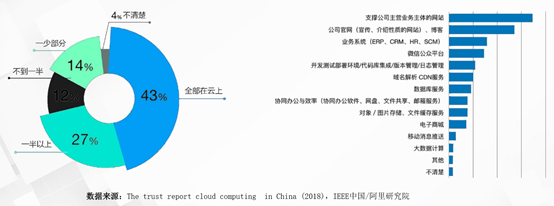 4%不清楚
一少部分
14%
不到一半
12%
43%
全部在云上
27%
一半以上
支撑公司主营业务主体的网站
公司官网（宣传、介绍性质的网站）、博客
业务系统（ERP、CRM、HR、SCM）
微信公众平台
开发测试部署环境/代码库集成/版本管理/日志管理
域名解析 CDN服务
数据库服务
协同办公与效率（协同办公软件、网盘、文件共享、邮箱服务）
对象 / 图片存储、文件缓存服务
电子商城
移动消息推送
大数据计算
其他
不清楚
数据来源：The trust report cloud computing in China (2018), IEEE中国/阿里研究院